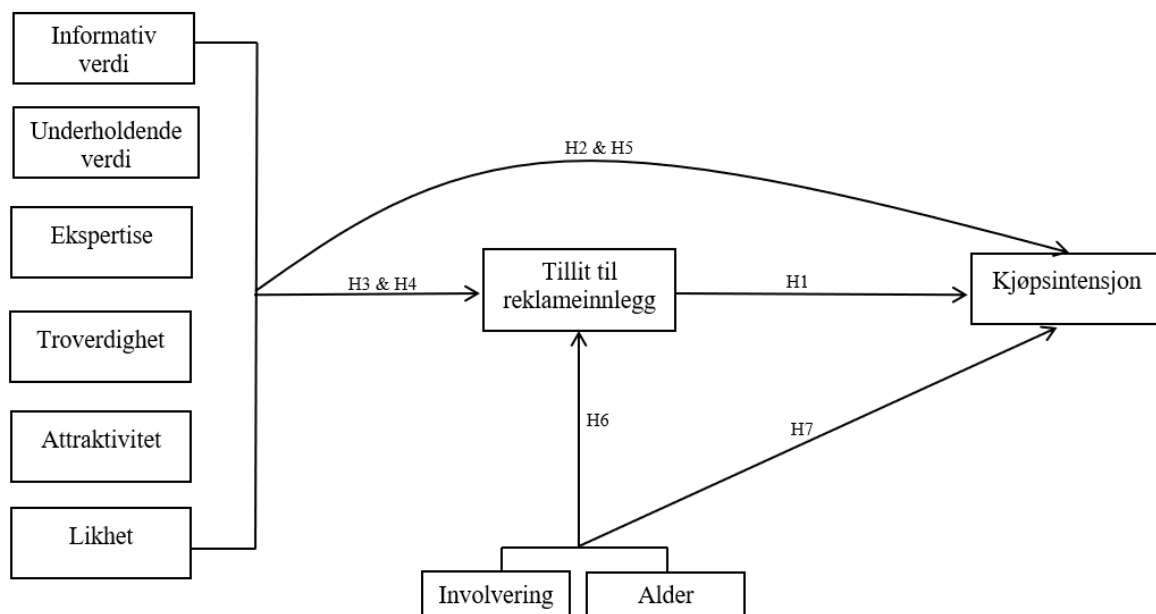 Informativ
verdi
Underholdende
verdi
Ekspertise
Troverdighet
Attraktivitet
Likhet
H2 & H5
H3 & H4
Tillit til
reklameinnlegg
H1
Kjøpsintensjon
H6
H7
Involvering
Alder